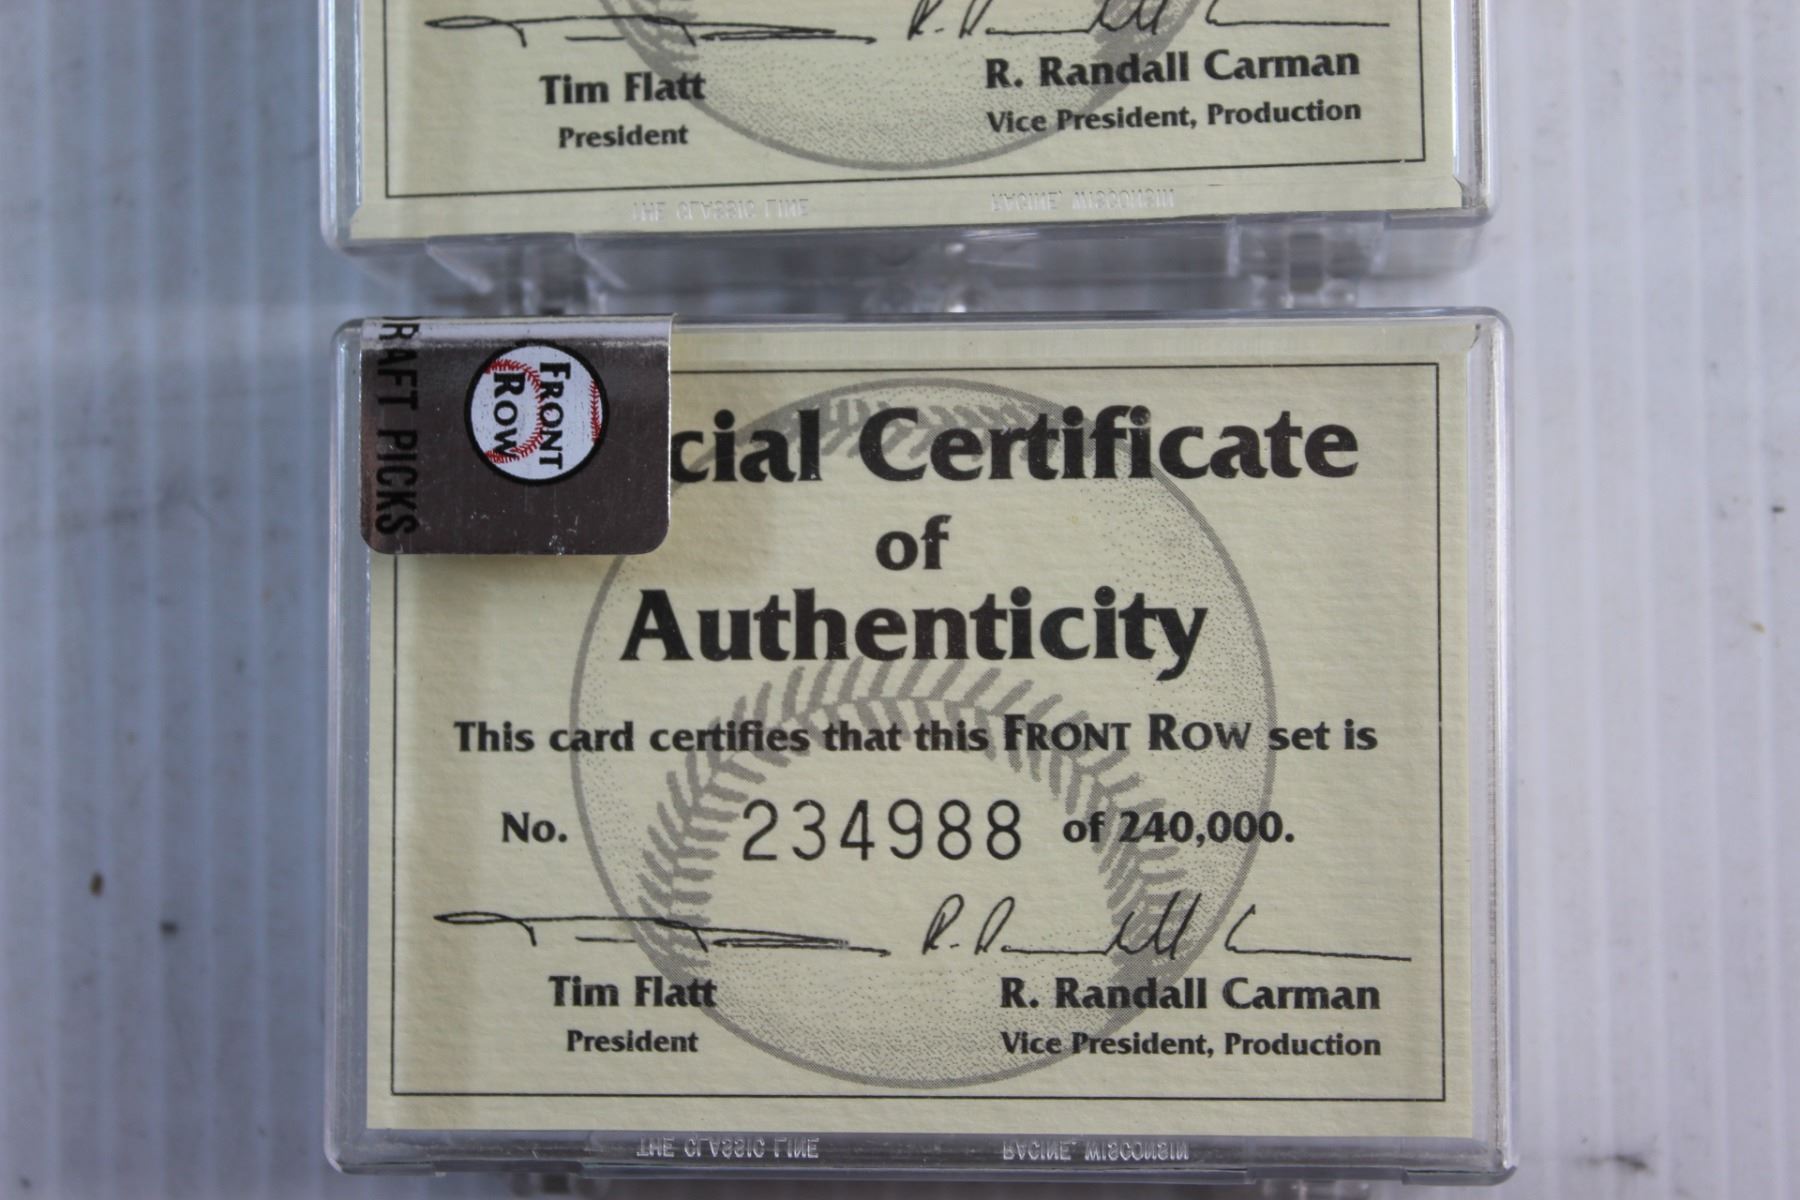 Tim Flatt
President
R. Randall Carman
Vice President, Production
THE CLASSIC LINE
RACINE, WISCONSIN
RAFT PICKS
FRONT
ROW
cial Certificate
of
Authenticity
This card certifies that this FRONT ROW set is
No. 234988 of 240,000.
R. Randall C
Tim Flatt
President
R. Randall Carman
Vice President, Production
THE CLASSIC LINE
RACINE, WISCONSIN